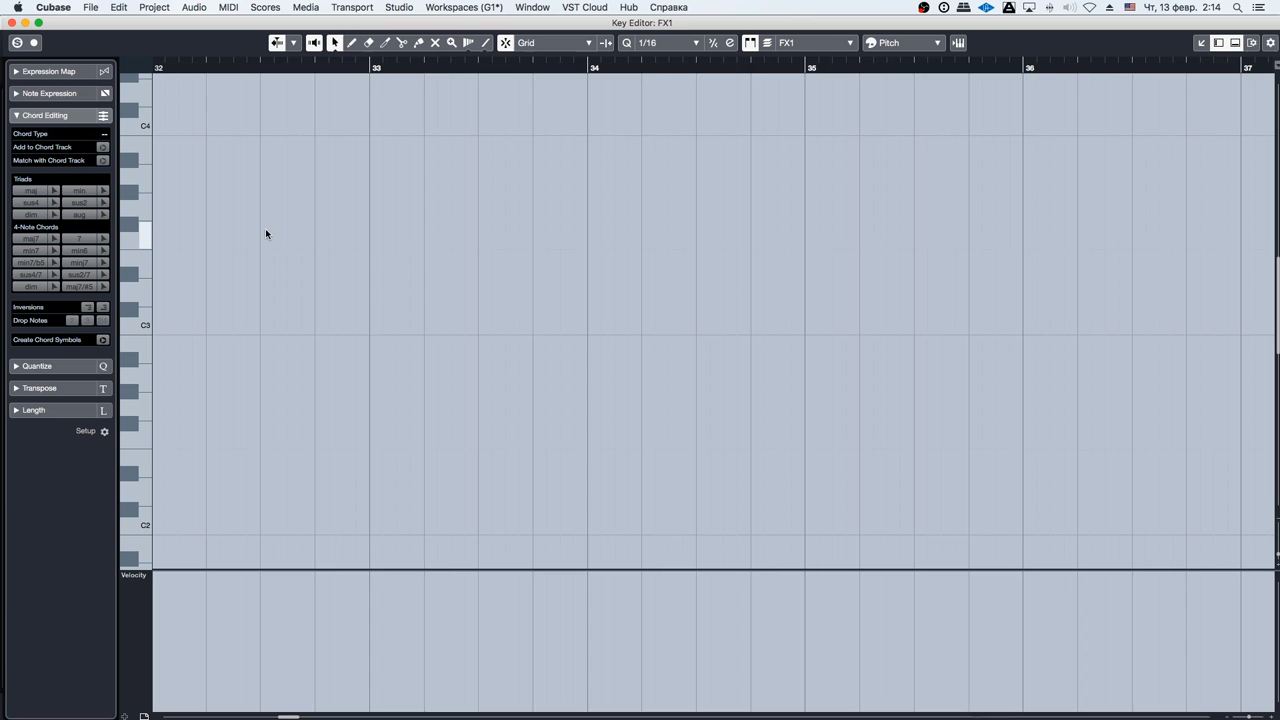 Cubase File Edit Project Audio MIDI Scores Media Transport Studio Workspaces (G1*) Window VST Cloud Hub Справка A Чт, 13 февр. 2:14
Key Editor: FX1
S Grid Q 1/16 FX1 Pitch
Expression Map
32 33 34 35 36 37
Note Expression
Chord Editing
Chord Type --
Add to Chord Track
Match with Chord Track
Triads
maj min
sus4 sus2
dim aug
4-Note Chords
maj7 7
min7 min6
min7/b5 minj7
sus4/7 sus2/7
dim maj7/#5
Inversions
Drop Notes
Create Chord Symbols
Quantize Q
Transpose T
Length L
Setup
C4
C3
C2
Velocity